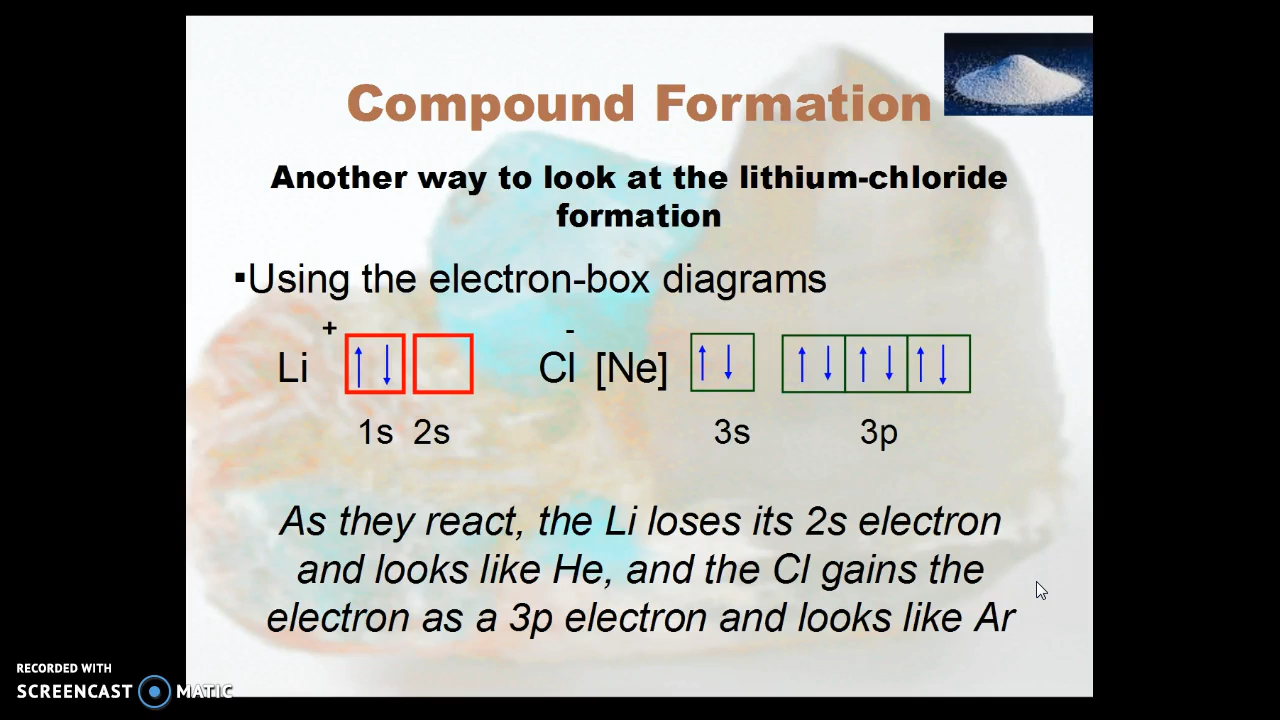 Compound Formation
Another way to look at the lithium-chloride
formation
▪Using the electron-box diagrams
+ -
Li Cl [Ne]
1s 2s 3s 3p
As they react, the Li loses its 2s electron
and looks like He, and the Cl gains the
electron as a 3p electron and looks like Ar
RECORDED WITH
SCREENCAST MATIC